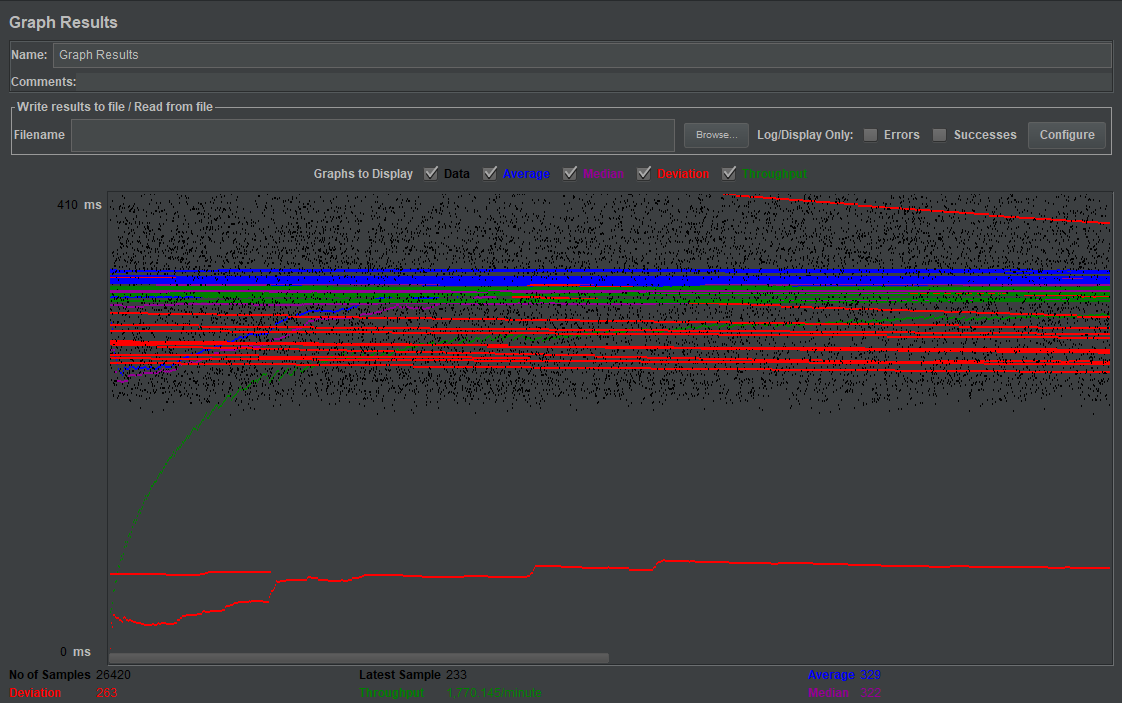 Graph Results
Name: Graph Results
Comments:
Write results to file / Read from file
Filename Browse... Log/Display Only: Errors Successes Configure
Graphs to Display Data Average Median Deviation Throughput
410 ms
0 ms
No of Samples 26420 Latest Sample 233 Average 329
Deviation 263 Throughput 1,770.145/minute Median 322